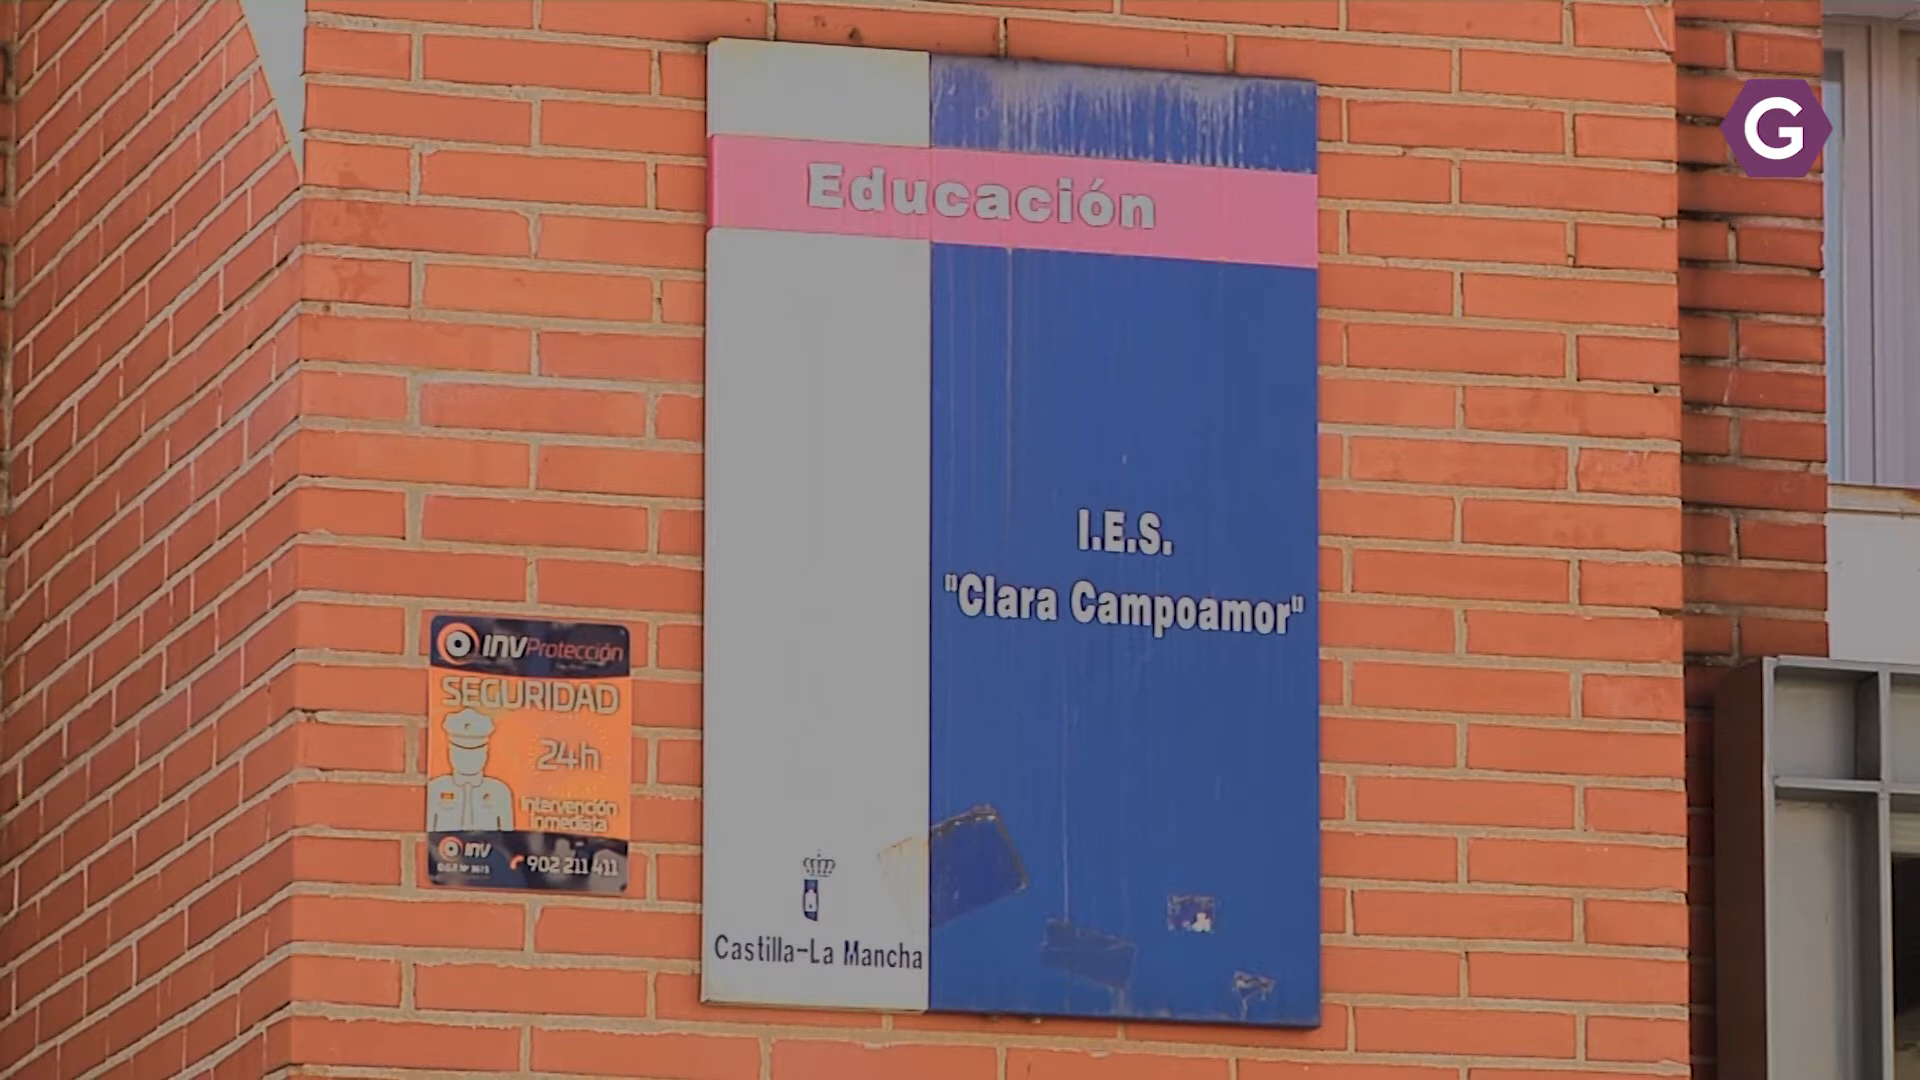 G
Educación
I.E.S.
"Clara Campoamor"
INV Protección
SEGURIDAD
24h
Intervención
Inmediata
INV
902 211 411
Castilla-La Mancha